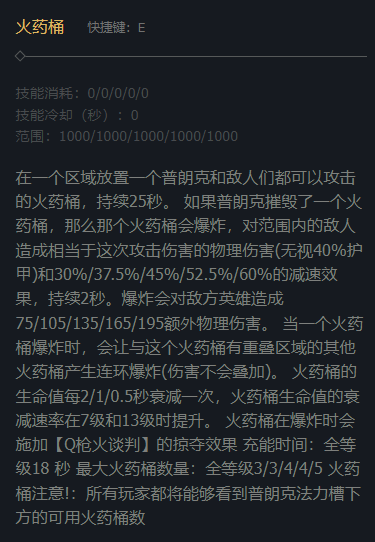 火药桶 快捷键：E
技能消耗：0/0/0/0/0
技能冷却（秒）：0
范围：1000/1000/1000/1000/1000
在一个区域放置一个普朗克和敌人们都可以攻击
的火药桶，持续25秒。 如果普朗克摧毁了一个火
药桶，那么那个火药桶会爆炸，对范围内的敌人
造成相当于这次攻击伤害的物理伤害(无视40%护
甲)和30%/37.5%/45%/52.5%/60%的减速效
果，持续2秒。爆炸会对敌方英雄造成
75/105/135/165/195额外物理伤害。 当一个火药
桶爆炸时，会让与这个火药桶有重叠区域的其他
火药桶产生连环爆炸(伤害不会叠加)。 火药桶的
生命值每2/1/0.5秒衰减一次，火药桶生命值的衰
减速率在7级和13级时提升。 火药桶在爆炸时会
施加【Q枪火谈判】的掠夺效果 充能时间：全等
级18 秒 最大火药桶数量：全等级3/3/4/4/5 火药
桶注意!：所有玩家都将能够看到普朗克法力槽下
方的可用火药桶数